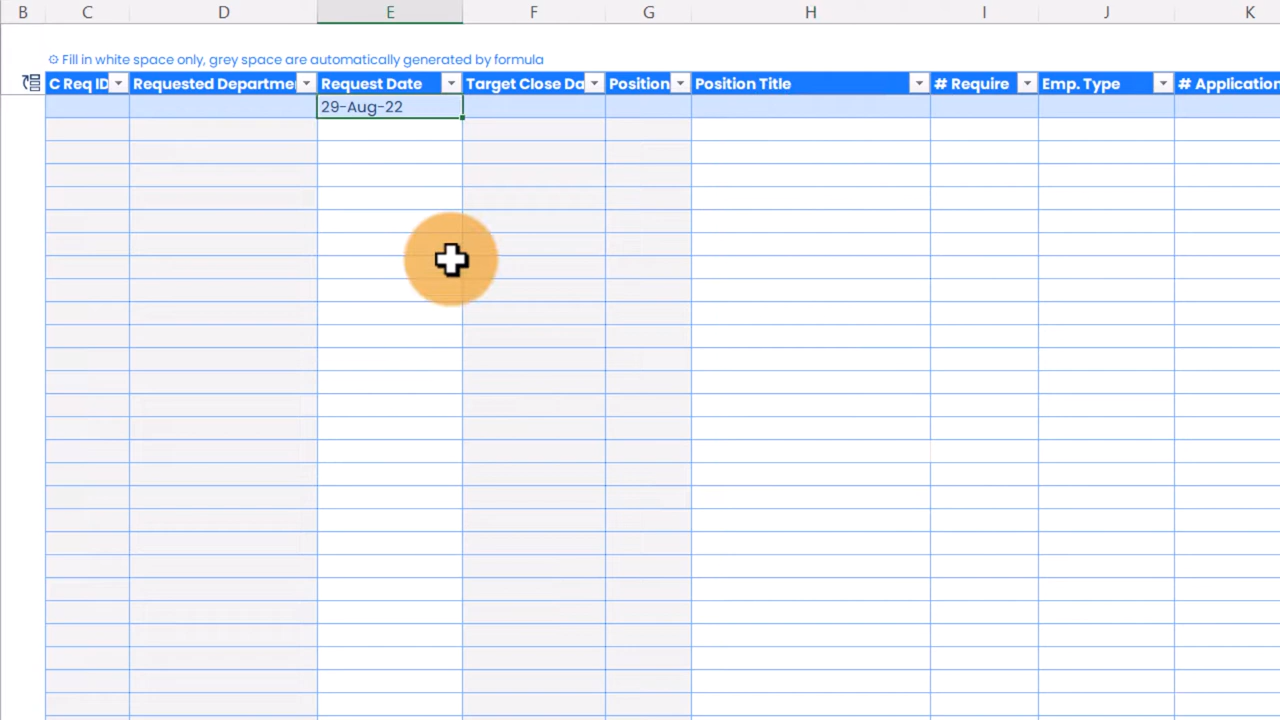 B C D E F G H I J K
Fill in white space only, grey space are automatically generated by formula
C Req ID Requested Departme Request Date Target Close Da Position Position Title # Require Emp. Type # Application
29-Aug-22